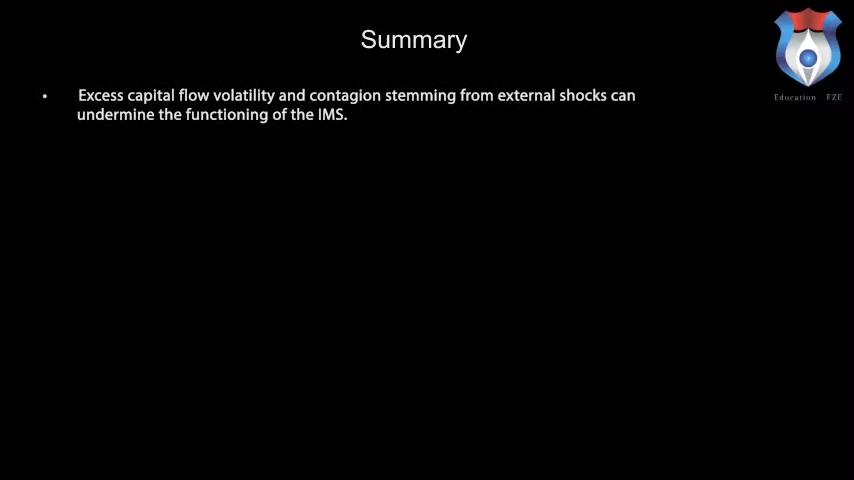 Summary
Education FZE
• Excess capital flow volatility and contagion stemming from external shocks can
undermine the functioning of the IMS.